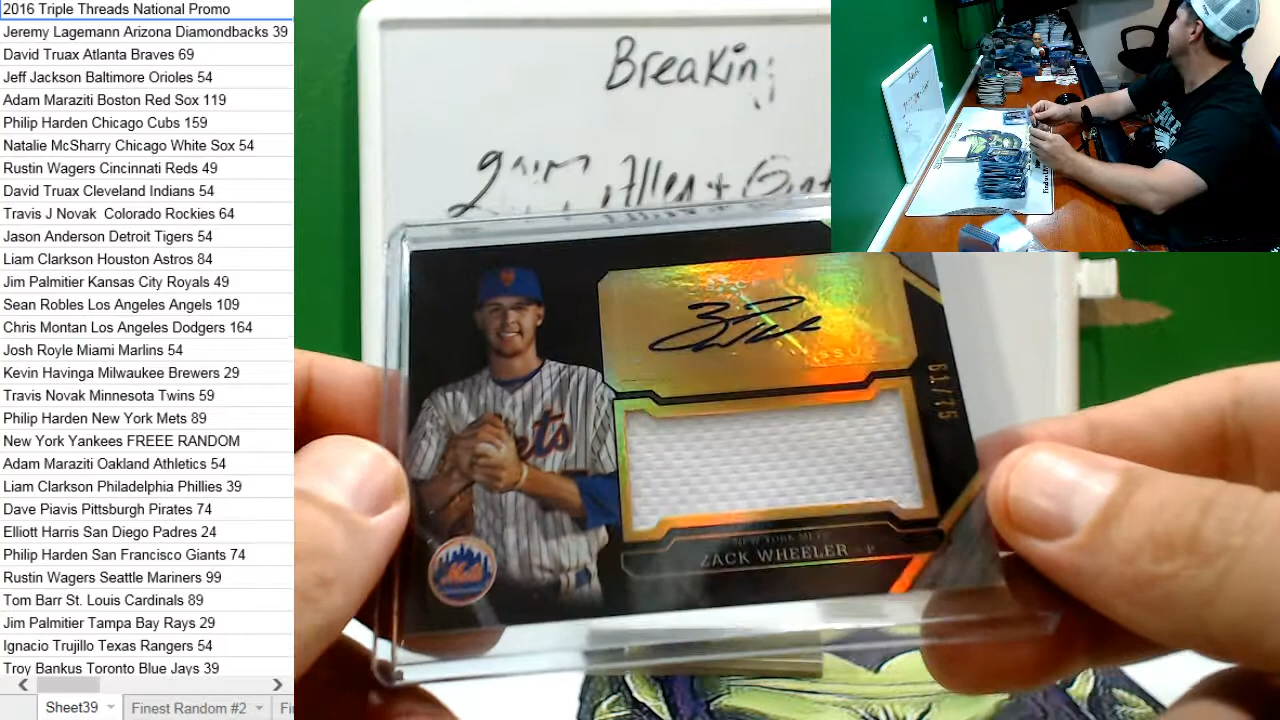 2016 Triple Threads National Promo
Jeremy Lagemann Arizona Diamondbacks 39
David Truax Atlanta Braves 69
Jeff Jackson Baltimore Orioles 54
Adam Maraziti Boston Red Sox 119
Philip Harden Chicago Cubs 159
Natalie McSharry Chicago White Sox 54
Rustin Wagers Cincinnati Reds 49
David Truax Cleveland Indians 54
Travis J Novak  Colorado Rockies 64
Jason Anderson Detroit Tigers 54
Liam Clarkson Houston Astros 84
Jim Palmitier Kansas City Royals 49
Sean Robles Los Angeles Angels 109
Chris Montan Los Angeles Dodgers 164
Josh Royle Miami Marlins 54
Kevin Havinga Milwaukee Brewers 29
Travis Novak Minnesota Twins 59
Philip Harden New York Mets 89
New York Yankees FREEE RANDOM
Adam Maraziti Oakland Athletics 54
Liam Clarkson Philadelphia Phillies 39
Dave Piavis Pittsburgh Pirates 74
Elliott Harris San Diego Padres 24
Philip Harden San Francisco Giants 74
Rustin Wagers Seattle Mariners 99
Tom Barr St. Louis Cardinals 89
Jim Palmitier Tampa Bay Rays 29
Ignacio Trujillo Texas Rangers 54
Troy Bankus Toronto Blue Jays 39
Sheet39 Finest Random #2 Fi
Breakin
Allen +
61/75
Mets
NEW YORK METS
ZACK WHEELER - P
Mets